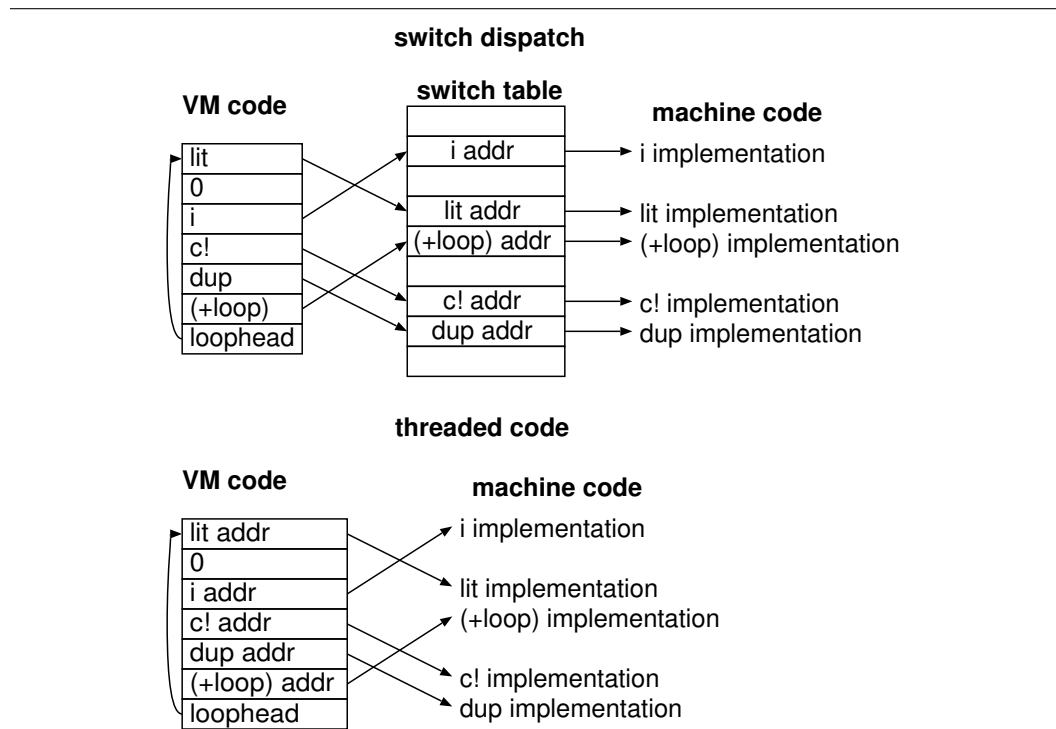 switch dispatch
VM code
lit
0
i
c!
dup
(+loop)
loophead
switch table
i addr
lit addr
(+loop) addr
c! addr
dup addr
machine code
i implementation
lit implementation
(+loop) implementation
c! implementation
dup implementation
threaded code
VM code
lit addr
0
i addr
c! addr
dup addr
(+loop) addr
loophead
machine code
i implementation
lit implementation
(+loop) implementation
c! implementation
dup implementation